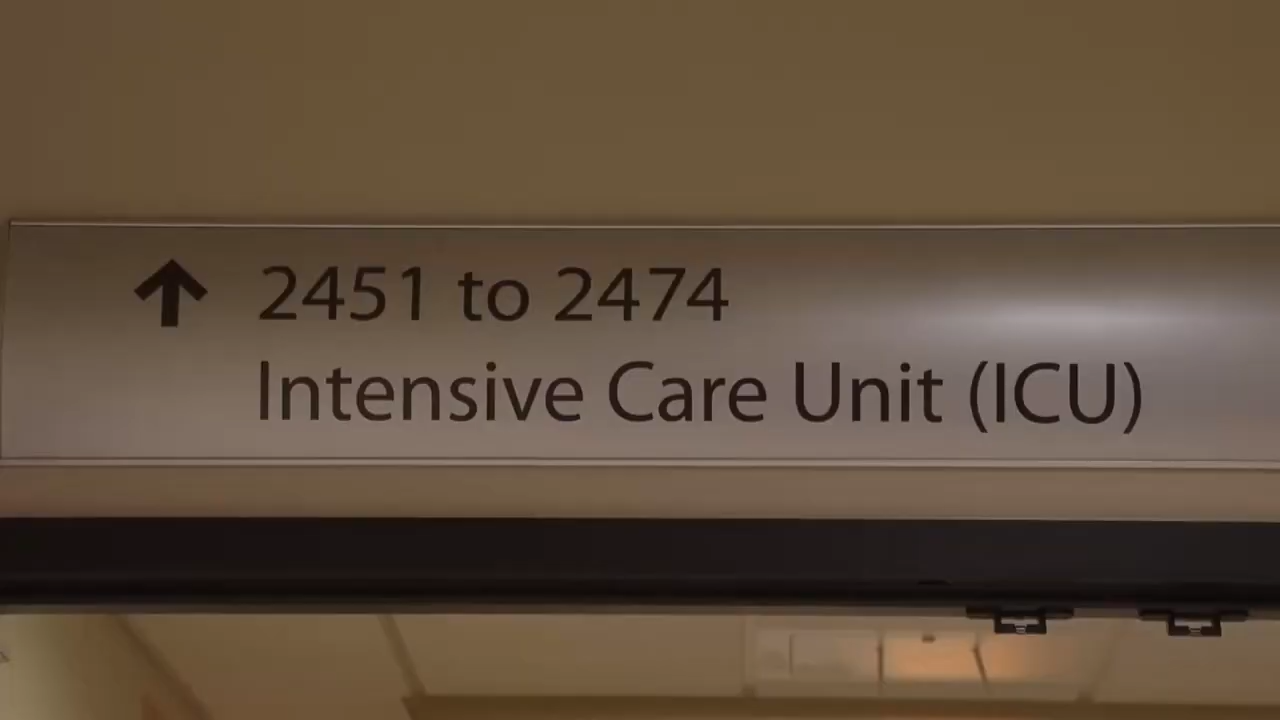 ↑ 2451 to 2474
Intensive Care Unit (ICU)